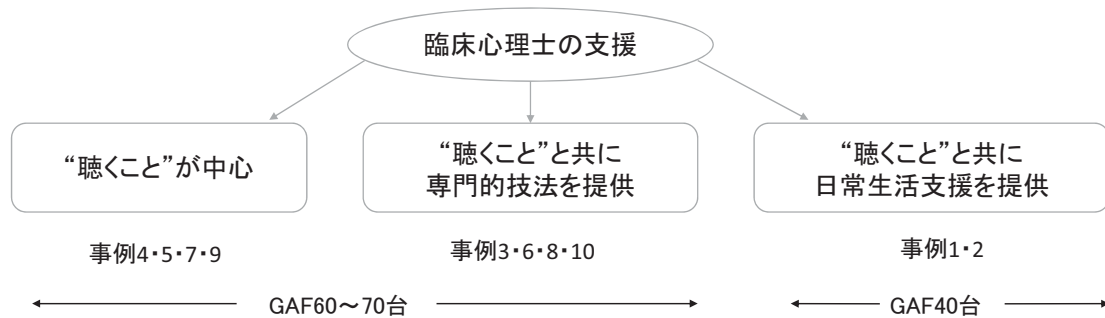 臨床心理士の支援
“聴くこと”が中心
“聴くこと”と共に
専門的技法を提供
“聴くこと”と共に
日常生活支援を提供
事例4・5・7・9
事例3・6・8・10
事例1・2
GAF60～70台
GAF40台